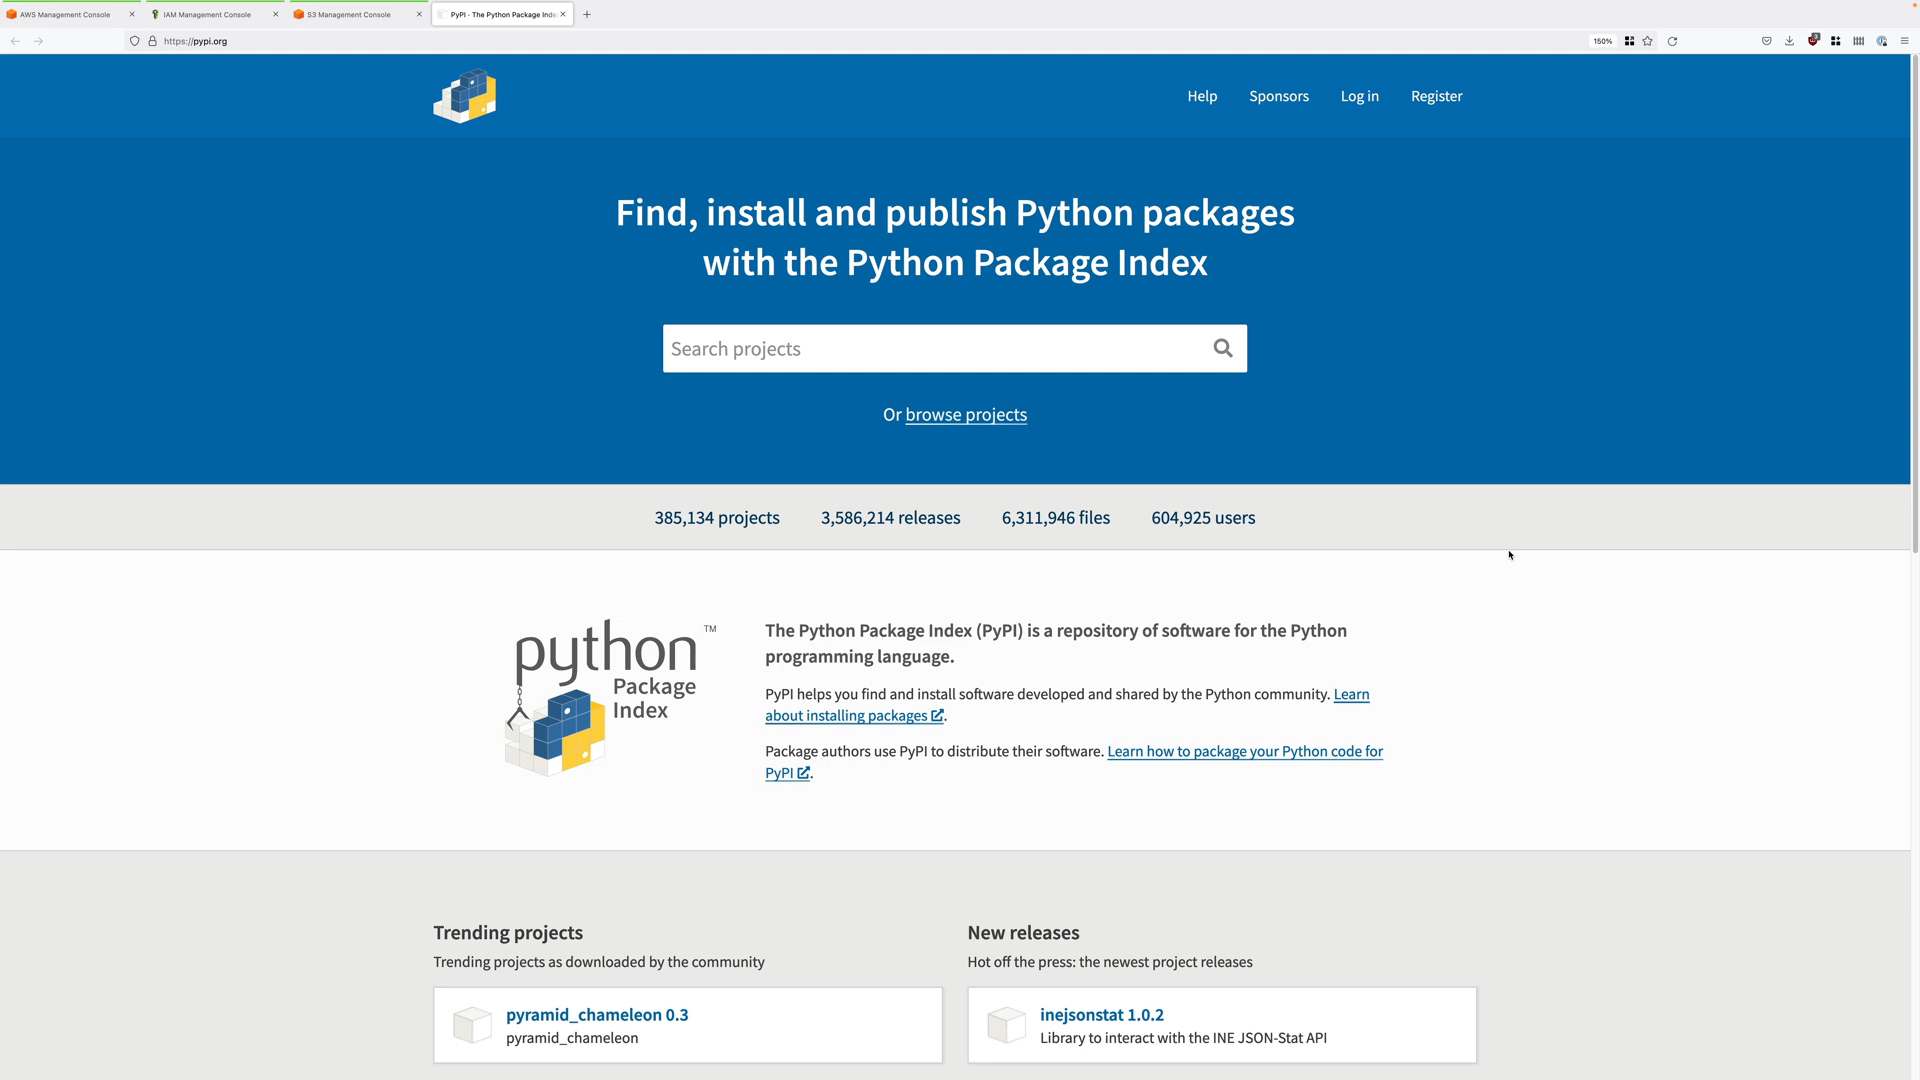 AWS Management Console
IAM Management Console
S3 Management Console
PyPI · The Python Package Inde
https://pypi.org
150%
Help
Sponsors
Log in
Register
Find, install and publish Python packages
with the Python Package Index
Search projects
Or browse projects
385,134 projects
3,586,214 releases
6,311,946 files
604,925 users
python
TM
Package
Index
The Python Package Index (PyPI) is a repository of software for the Python
programming language.
PyPI helps you find and install software developed and shared by the Python community. Learn
about installing packages.
Package authors use PyPI to distribute their software. Learn how to package your Python code for
PyPI.
Trending projects
Trending projects as downloaded by the community
pyramid_chameleon 0.3
pyramid_chameleon
New releases
Hot off the press: the newest project releases
inejsonstat 1.0.2
Library to interact with the INE JSON-Stat API